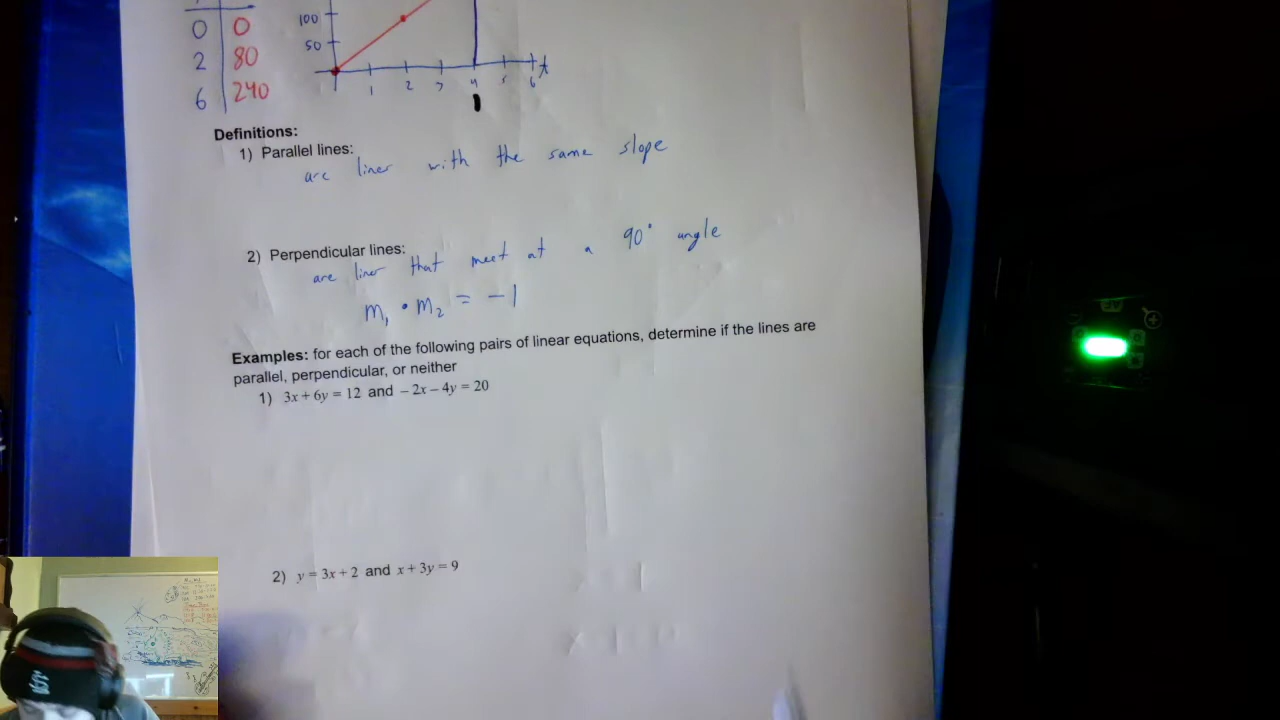 0 0
2 80
6 240
100
50
1 2 3 4 5 6 t
Definitions:
1) Parallel lines:
are lines with the same slope
2) Perpendicular lines:
are lines that meet at a 90° angle
m₁ • m₂ = -1
Examples: for each of the following pairs of linear equations, determine if the lines are
parallel, perpendicular, or neither
1) 3x + 6y = 12 and – 2x – 4y = 20
2) y = 3x + 2 and x + 3y = 9